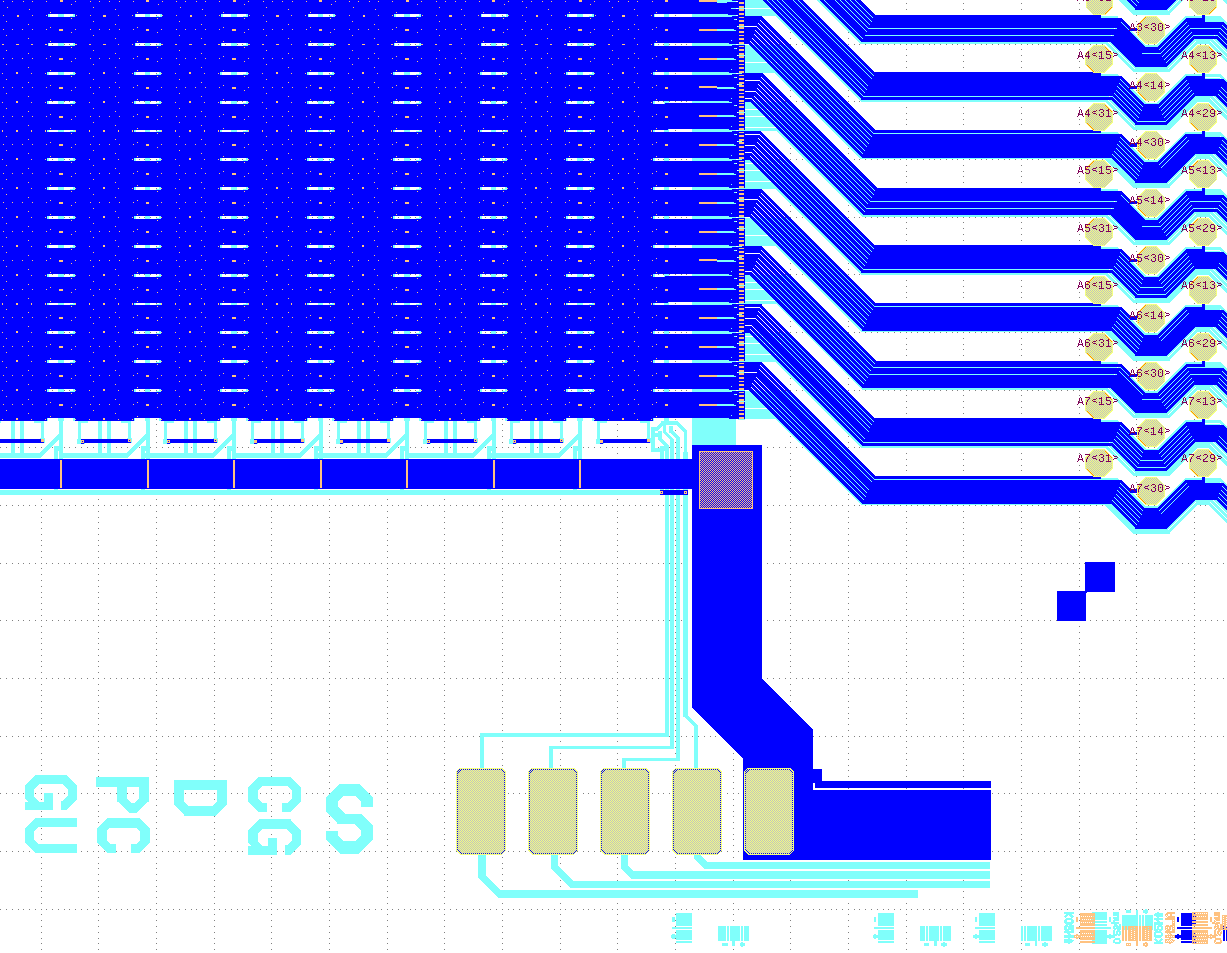 A3<30>
A4<15> A4<13>
A4<14>
A4<31> A4<29>
A4<30>
A5<15> A5<13>
A5<14>
A5<31> A5<29>
A5<30>
A6<15> A6<13>
A6<14>
A6<31> A6<29>
A6<30>
A7<15> A7<13>
A7<14>
A7<31> A7<29>
A7<30>
GU
PC
D
CG
S